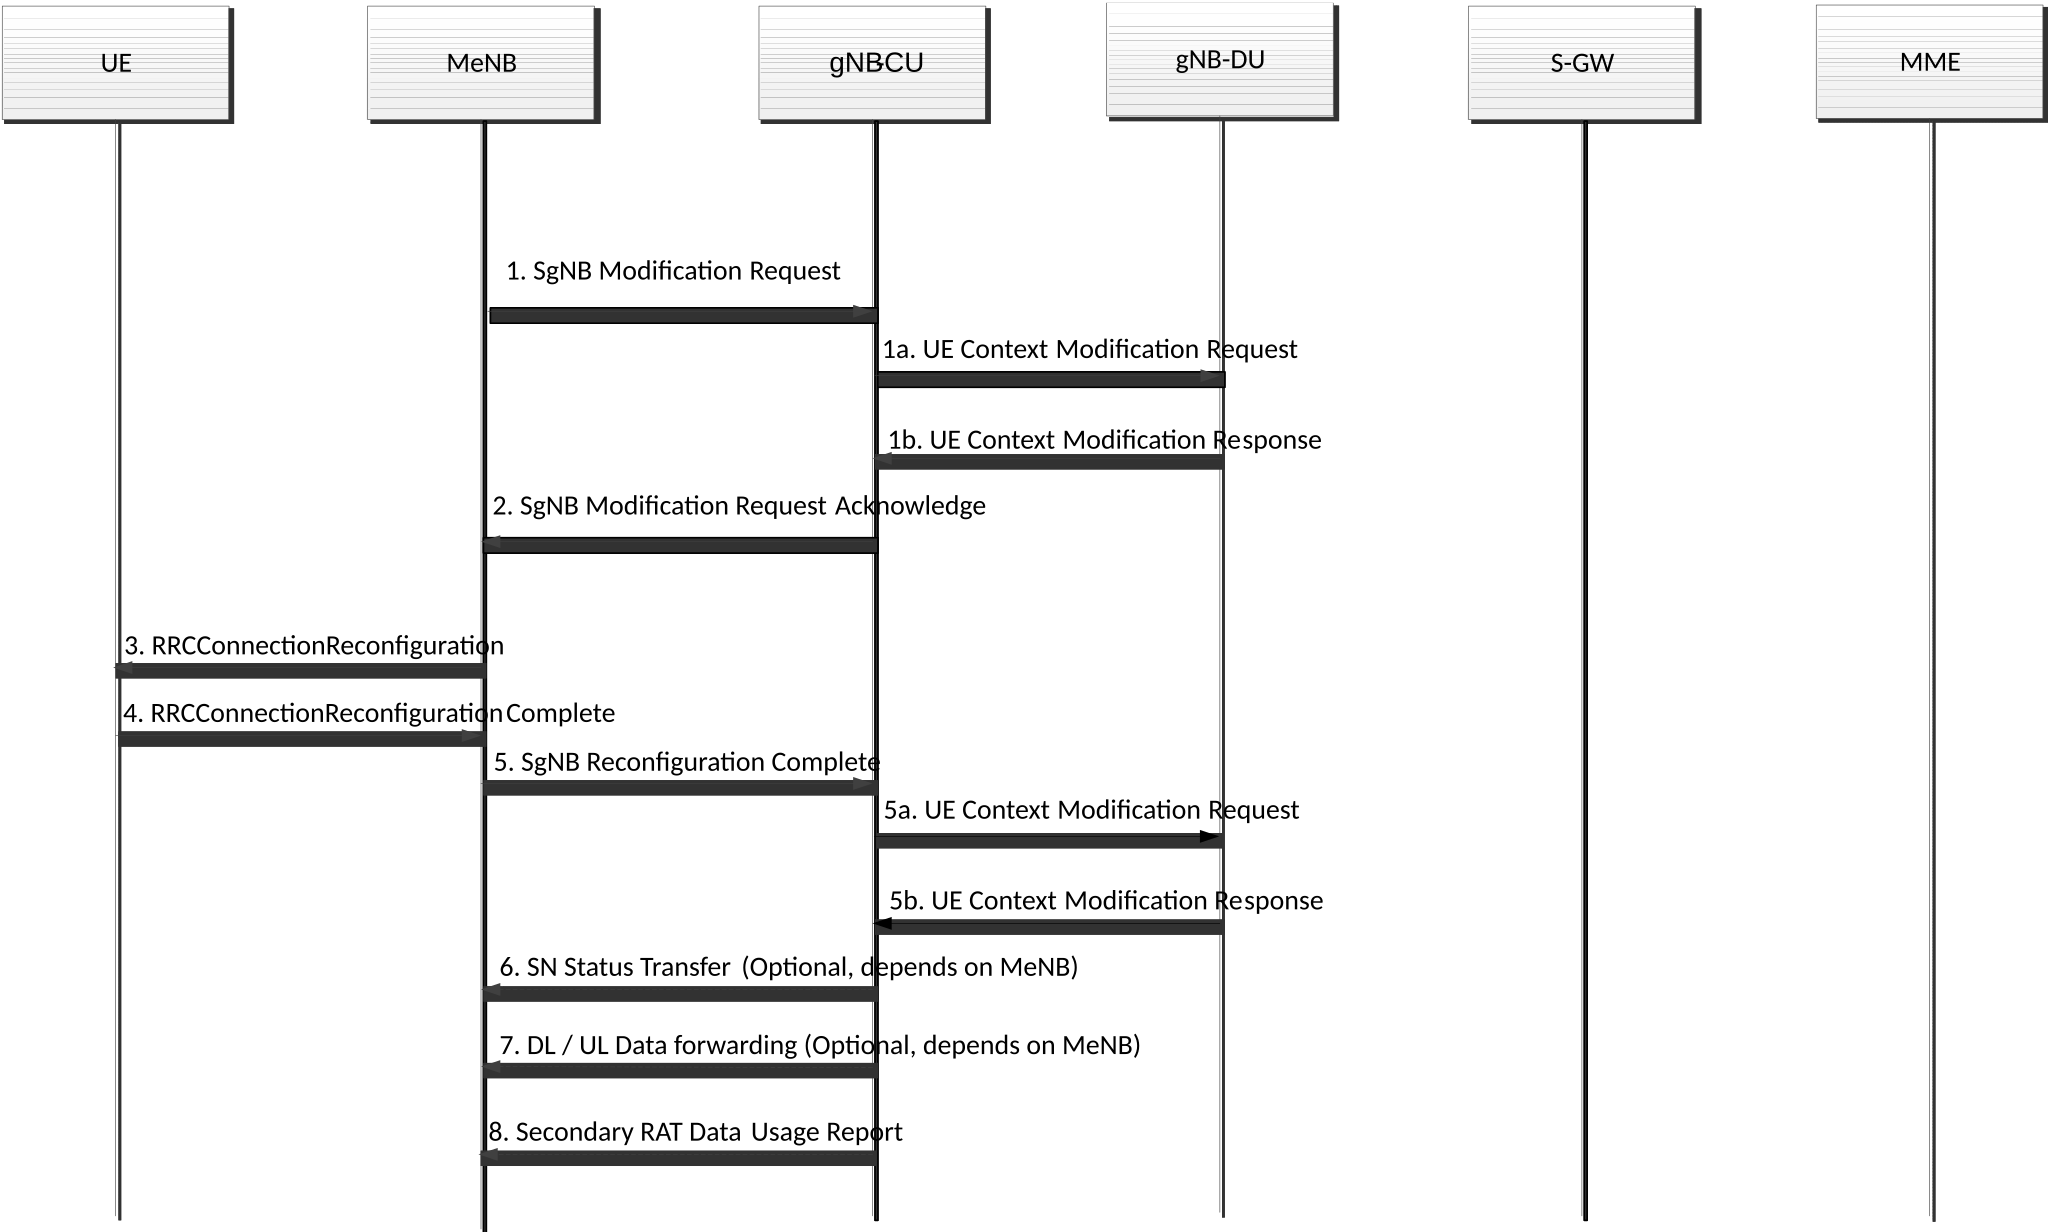 UE
MeNB
gNB-CU
gNB-DU
S-GW
MME
1. SgNB Modification Request
1a. UE Context Modification Request
1b. UE Context Modification Response
2. SgNB Modification Request Acknowledge
3. RRCConnectionReconfiguration
4. RRCConnectionReconfiguration Complete
5. SgNB Reconfiguration Complete
5a. UE Context Modification Request
5b. UE Context Modification Response
6. SN Status Transfer (Optional, depends on MeNB)
7. DL / UL Data forwarding (Optional, depends on MeNB)
8. Secondary RAT Data Usage Report